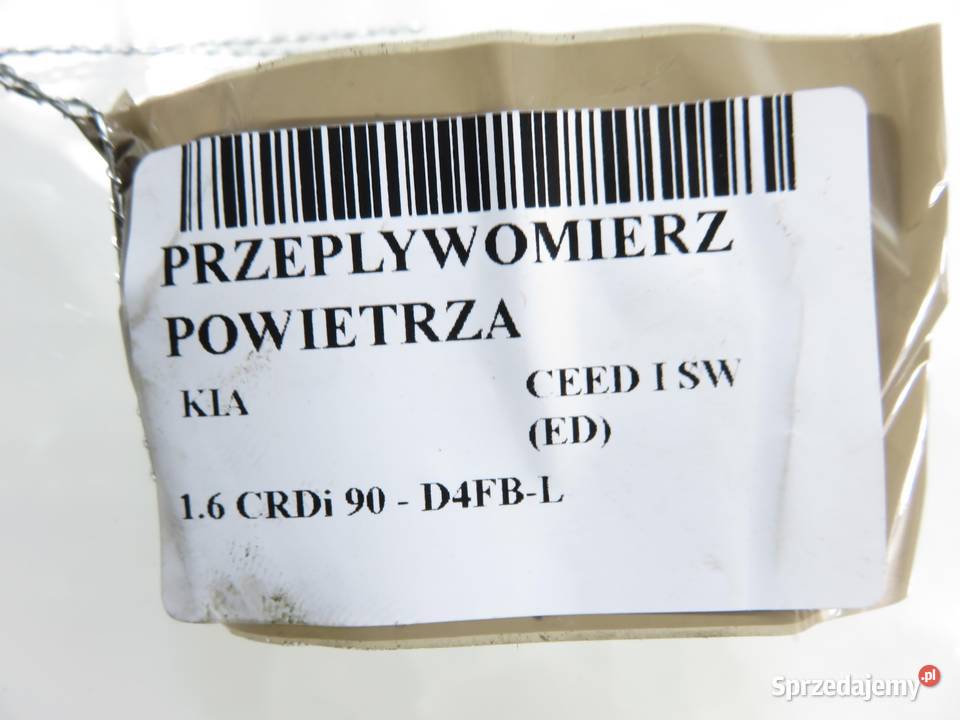 PRZEPLYWOMIERZ
POWIETRZA
KIA
CEED I SW
(ED)
1.6 CRDi 90 - D4FB-L
Sprzedajemy.pl